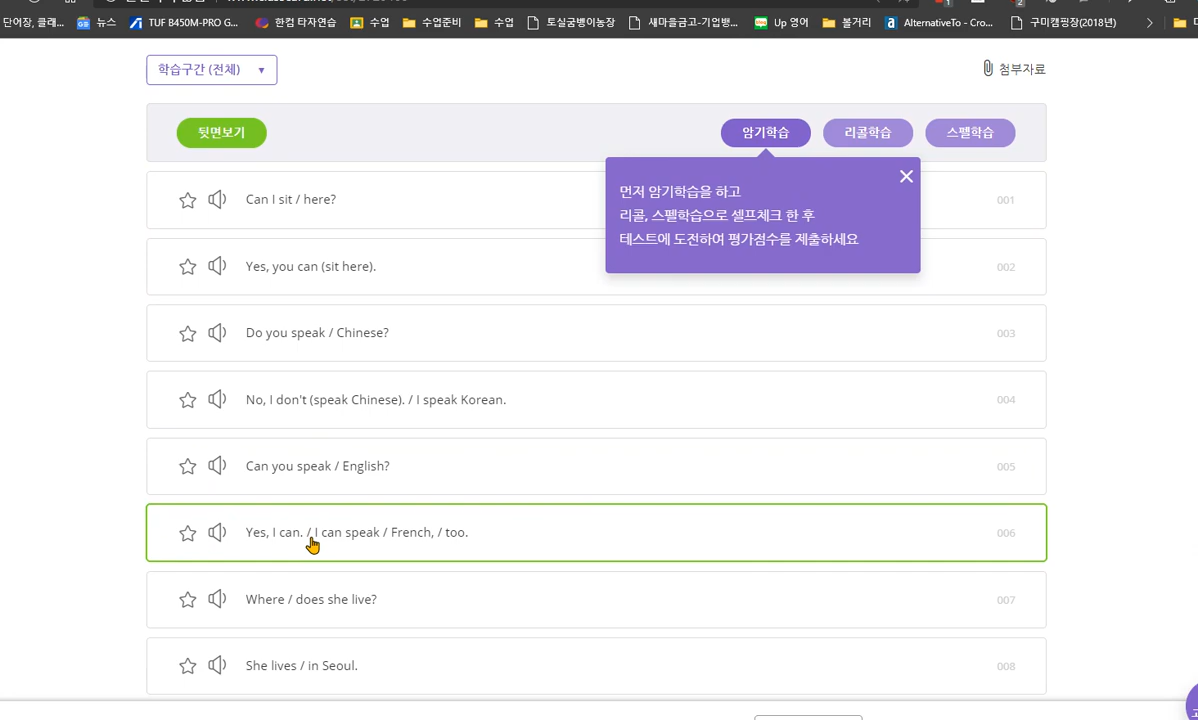 단어장, 클래... 뉴스 TUF B450M-PRO G... 한컴 타자연습 수업 수업준비 수업 토실굼뱅이농장 새마을금고-기업뱅... Up 영어 볼거리 AlternativeTo - Cro... 구미캠핑장(2018년)
학습구간 (전체) ▼ 첨부자료
뒷면보기 암기학습 리콜학습 스펠학습
먼저 암기학습을 하고
리콜, 스펠학습으로 셀프체크 한 후
테스트에 도전하여 평가점수를 제출하세요
Can I sit / here? 001
Yes, you can (sit here). 002
Do you speak / Chinese? 003
No, I don't (speak Chinese). / I speak Korean. 004
Can you speak / English? 005
Yes, I can. / I can speak / French, / too. 006
Where / does she live? 007
She lives / in Seoul. 008